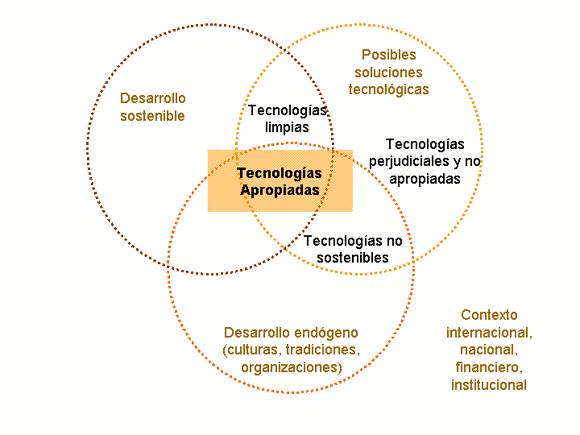 Posibles
soluciones
tecnológicas
Desarrollo
sostenible
Tecnologías
limpias
Tecnologías
perjudiciales y no
apropiadas
Tecnologías
Apropiadas
Tecnologías no
sostenibles
Desarrollo endógeno
(culturas, tradiciones,
organizaciones)
Contexto
internacional,
nacional,
financiero,
institucional